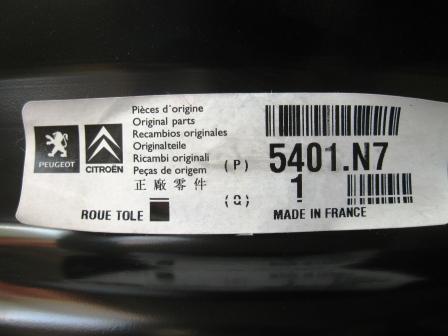 PEUGEOT
CITROËN
Pièces d'origine
Original parts
Recambios originales
Originalteile
Ricambi originali
Peças de origem
正廠零件
(P) 5401.N7
(Q) 1
ROUE TOLE
MADE IN FRANCE